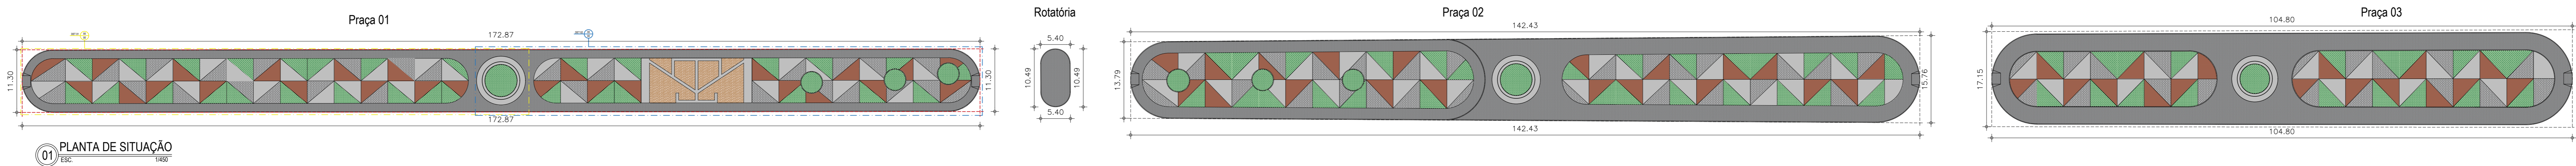 Praça 01
172.87
11.30
11.30
172.87
Rotatória
5.40
10.49
10.49
5.40
Praça 02
142.43
13.79
15.76
142.43
Praça 03
104.80
17.15
104.80
01 PLANTA DE SITUAÇÃO
ESC. 1/450